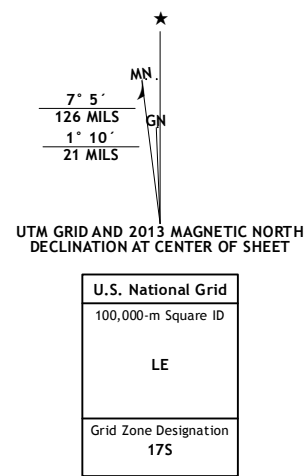 ★
MN
7° 5´
126 MILS
GN
1° 10´
21 MILS
UTM GRID AND 2013 MAGNETIC NORTH
DECLINATION AT CENTER OF SHEET
U.S. National Grid
100,000-m Square ID
LE
Grid Zone Designation
17S